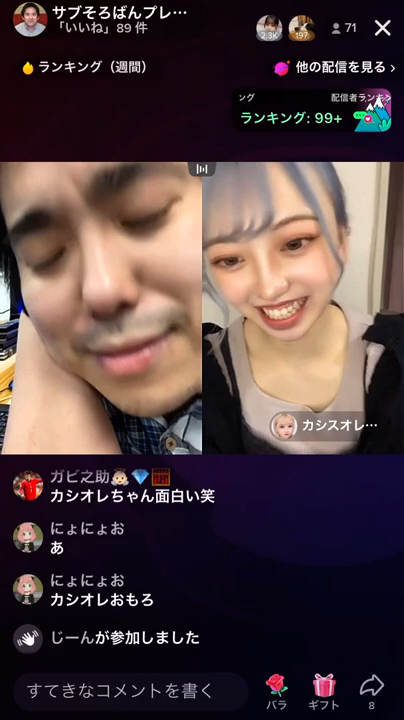 サブそろばんプレ…
「いいね」89 件
2.3K
197
71
ランキング（週間）
他の配信を見る
ング
配信者ランキ
ランキング: 99+
カシスオレ…
ガビ之助
カシオレちゃん面白い笑
にょにょお
あ
にょにょお
カシオレおもろ
じーんが参加しました
すてきなコメントを書く
バラ
ギフト
8